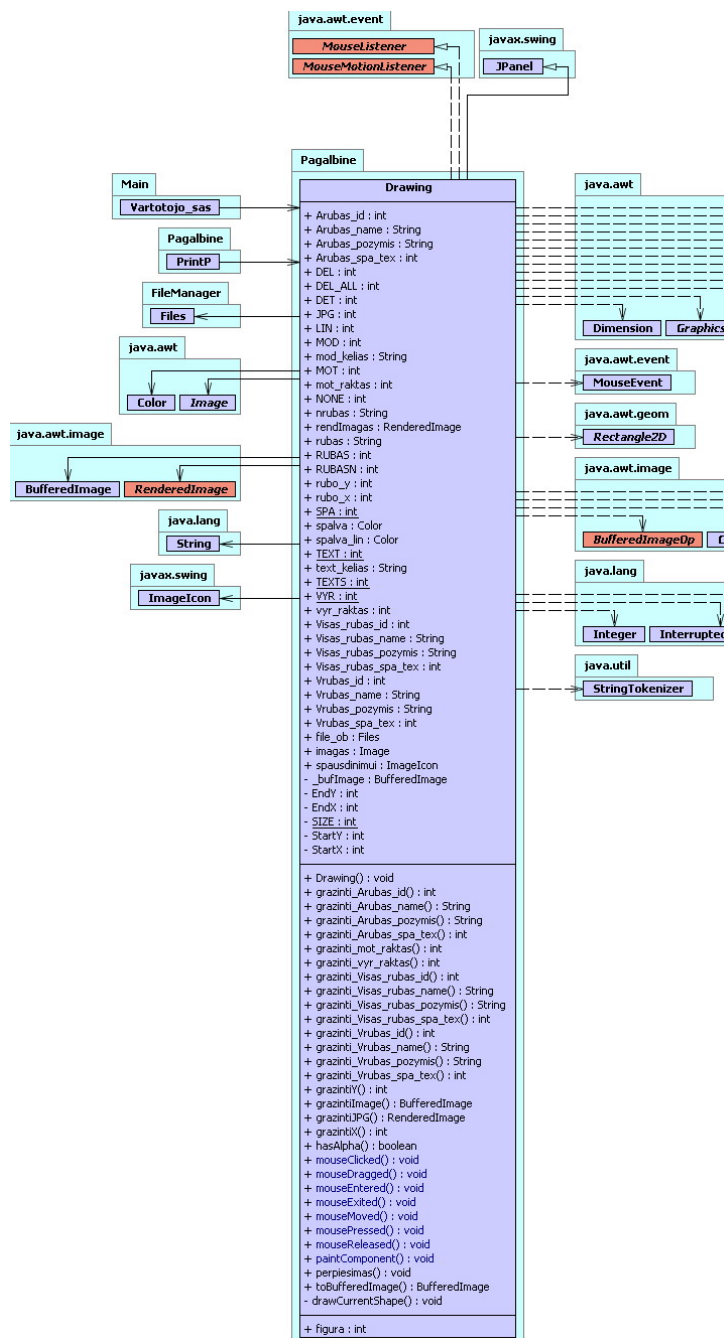 java.awt.event
MouseListener
MouseMotionListener
javax.swing
JPanel
Main
Vartotojo_sas
Pagalbine
PrintP
FileManager
Files
java.awt
Color
Image
java.awt.image
BufferedImage
RenderedImage
java.lang
String
javax.swing
ImageIcon
Pagalbine
Drawing
+ Arubas_id : int
+ Arubas_name : String
+ Arubas_pozymis : String
+ Arubas_spa_tex : int
+ DEL : int
+ DEL_ALL : int
+ DET : int
+ JPG : int
+ LIN : int
+ MOD : int
+ mod_kelias : String
+ MOT : int
+ mot_raktas : int
+ NONE : int
+ nrubas : String
+ rendImagas : RenderedImage
+ rubas : String
+ RUBAS : int
+ RUBASN : int
+ rubo_y : int
+ rubo_x : int
+ SPA : int
+ spalva : Color
+ spalva_lin : Color
+ TEXT : int
+ text_kelias : String
+ TEXTS : int
+ VYR : int
+ vyr_raktas : int
+ Visas_rubas_id : int
+ Visas_rubas_name : String
+ Visas_rubas_pozymis : String
+ Visas_rubas_spa_tex : int
+ Vrubas_id : int
+ Vrubas_name : String
+ Vrubas_pozymis : String
+ Vrubas_spa_tex : int
+ file_ob : Files
+ imagas : Image
+ spausdinimui : ImageIcon
- _bufImage : BufferedImage
- EndY : int
- EndX : int
- SIZE : int
- StartY : int
- StartX : int
+ Drawing() : void
+ grazinti_Arubas_id() : int
+ grazinti_Arubas_name() : String
+ grazinti_Arubas_pozymis() : String
+ grazinti_Arubas_spa_tex() : int
+ grazinti_mot_raktas() : int
+ grazinti_vyr_raktas() : int
+ grazinti_Visas_rubas_id() : int
+ grazinti_Visas_rubas_name() : String
+ grazinti_Visas_rubas_pozymis() : String
+ grazinti_Visas_rubas_spa_tex() : int
+ grazinti_Vrubas_id() : int
+ grazinti_Vrubas_name() : String
+ grazinti_Vrubas_pozymis() : String
+ grazinti_Vrubas_spa_tex() : int
+ grazintiY() : int
+ grazintiImage() : BufferedImage
+ grazintiJPG() : RenderedImage
+ grazintiX() : int
+ hasAlpha() : boolean
+ mouseClicked() : void
+ mouseDragged() : void
+ mouseEntered() : void
+ mouseExited() : void
+ mouseMoved() : void
+ mousePressed() : void
+ mouseReleased() : void
+ paintComponent() : void
+ perpiesimas() : void
+ toBufferedImage() : BufferedImage
- drawCurrentShape() : void
+ figura : int
java.awt
Dimension
Graphics
java.awt.event
MouseEvent
java.awt.geom
Rectangle2D
java.awt.image
BufferedImageOp
java.lang
Integer
Interrupted
java.util
StringTokenizer